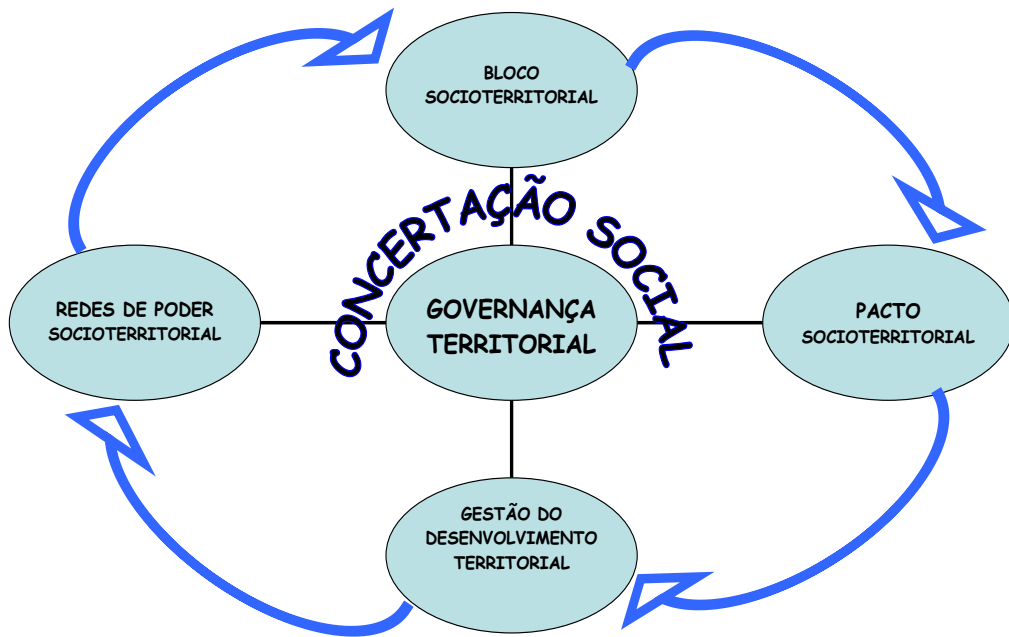 BLOCO
SOCIOTERRITORIAL
CONCERTAÇÃO SOCIAL
REDES DE PODER
SOCIOTERRITORIAL
GOVERNANÇA
TERRITORIAL
PACTO
SOCIOTERRITORIAL
GESTÃO DO
DESENVOLVIMENTO
TERRITORIAL